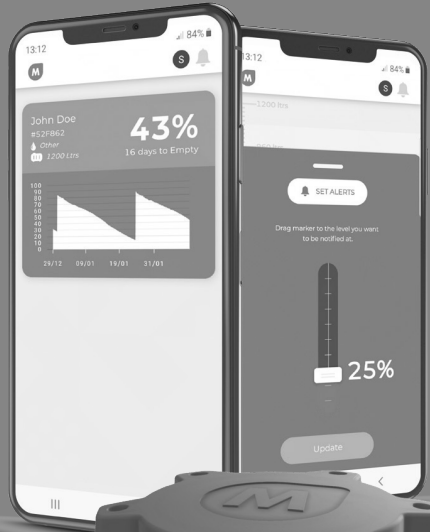 13:12
84%
M
S
John Doe
#52F862
Other
1200 Ltrs
43%
16 days to Empty
100
90
80
70
60
50
40
30
20
10
0
29/12 09/01 19/01 31/01
13:12
84%
M
S
1200 ltrs
SET ALERTS
Drag marker to the level you want
to be notified at.
25%
Update
M